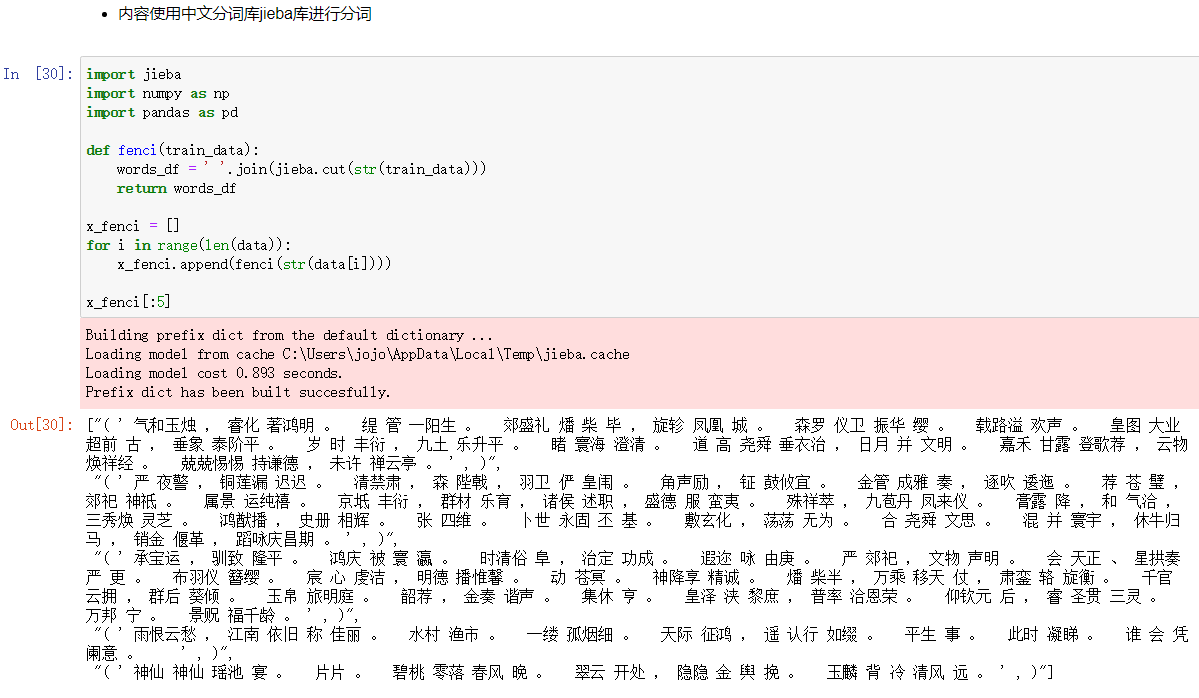 内容使用中文分词库jieba库进行分词
In [30]:
import jieba
import numpy as np
import pandas as pd
def fenci(train_data):
words_df = ' '.join(jieba.cut(str(train_data)))
return words_df
x_fenci = []
for i in range(len(data)):
x_fenci.append(fenci(str(data[i])))
x_fenci[:5]
Building prefix dict from the default dictionary ...
Loading model from cache C:\Users\jojo\AppData\Local\Temp\jieba.cache
Loading model cost 0.893 seconds.
Prefix dict has been built succesfully.
Out[30]: ["( ' 气和玉烛 , 睿化 著鸿明 。 缇 管 一阳生 。 郊盛礼 燔 柴 毕 , 旋轸 凤凰 城 。 森罗 仪卫 振华 缨 。 载路溢 欢声 。 皇图 大业
超前 古 , 垂象 泰阶平 。 岁 时 丰衍 , 九土 乐升平 。 睹 寰海 澄清 。 道 高 尧舜 垂衣治 , 日月 并 文明 。 嘉禾 甘露 登歌荐 , 云物
焕祥经 。 兢兢惕惕 持谦德 , 未许 禅云亭 。 ' , )",
"( ' 严 夜警 , 铜莲漏 迟迟 。 清禁肃 , 森 陛戟 , 羽卫 俨 皇闱 。 角声励 , 钲 鼓攸宜 。 金管 成雅 奏 , 逐吹 逶迤 。 荐 苍 璧 ,
郊祀 神祗 。 属景 运纯禧 。 京坻 丰衍 , 群材 乐育 , 诸侯 述职 , 盛德 服 蛮夷 。 殊祥萃 , 九苞丹 凤来仪 。 膏露 降 , 和 气洽 ,
三秀焕 灵芝 。 鸿猷播 , 史册 相辉 。 张 四维 。 卜世 永固 丕 基 。 敷玄化 , 荡荡 无为 。 合 尧舜 文思 。 混 并 寰宇 , 休牛归
马 , 销金 偃革 , 蹈咏庆昌期 。 ' , )",
"( ' 承宝运 , 驯致 隆平 。 鸿庆 被 寰 瀛 。 时清俗 阜 , 治定 功成 。 遐迩 咏 由庚 。 严 郊祀 , 文物 声明 。 会 天正 、 星拱奏
严 更 。 布羽仪 簪缨 。 宸 心 虔洁 , 明德 播惟馨 。 动 苍冥 。 神降享 精诚 。 燔 柴半 , 万乘 移天 仗 , 肃銮 辂 旋衡 。 千官
云拥 , 群后 葵倾 。 玉帛 旅明庭 。 韶荐 , 金奏 谐声 。 集休 亨 。 皇泽 浃 黎庶 , 普率 洽恩荣 。 仰钦元 后 , 睿 圣贯 三灵 。
万邦 宁 。 景贶 福千龄 。 ' , )",
"( ' 雨恨云愁 , 江南 依旧 称 佳丽 。 水村 渔市 。 一缕 孤烟细 。 天际 征鸿 , 遥 认行 如缀 。 平生 事 。 此时 凝睇 。 谁 会 凭
阑意 。 ' , )",
"( ' 神仙 神仙 瑶池 宴 。 片片 。 碧桃 零落 春风 晚 。 翠云 开处 , 隐隐 金 舆 挽 。 玉麟 背 冷 清风 远 。 ' , )"]